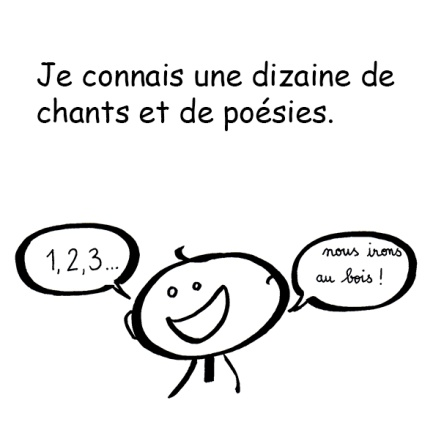 Je connais une dizaine de
chants et de poésies.
1,2,3...
nous irons
au bois !